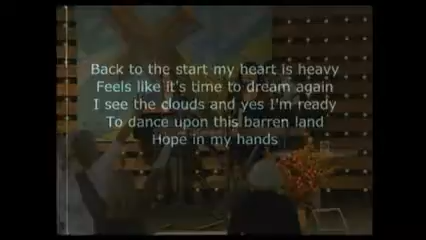 Back to the start my heart is heavy
Feels like it's time to dream again
I see the clouds and yes I'm ready
To dance upon this barren land
Hope in my hands